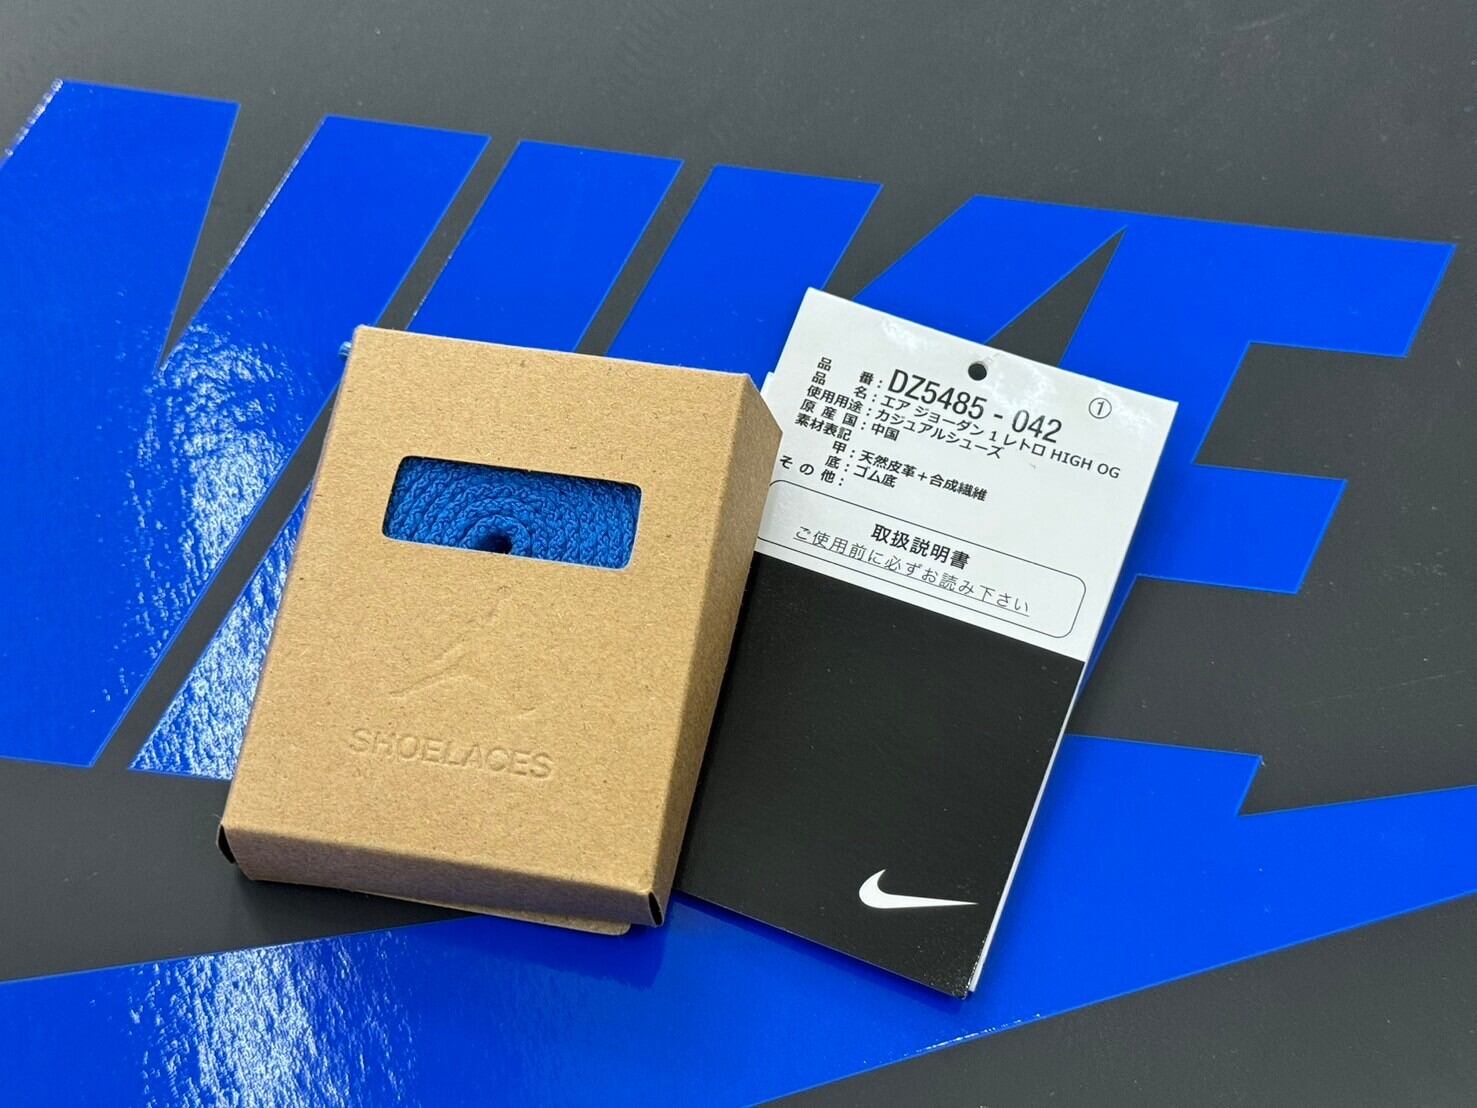 NIKE
品番：DZ5485 - 042 ①
品名：エア ジョーダン 1 レトロ HIGH OG
使用用途：カジュアルシューズ
原産国：中国
素材表記
甲：天然皮革＋合成繊維
底：ゴム底
その他：
取扱説明書
ご使用前に必ずお読み下さい
SHOELACES